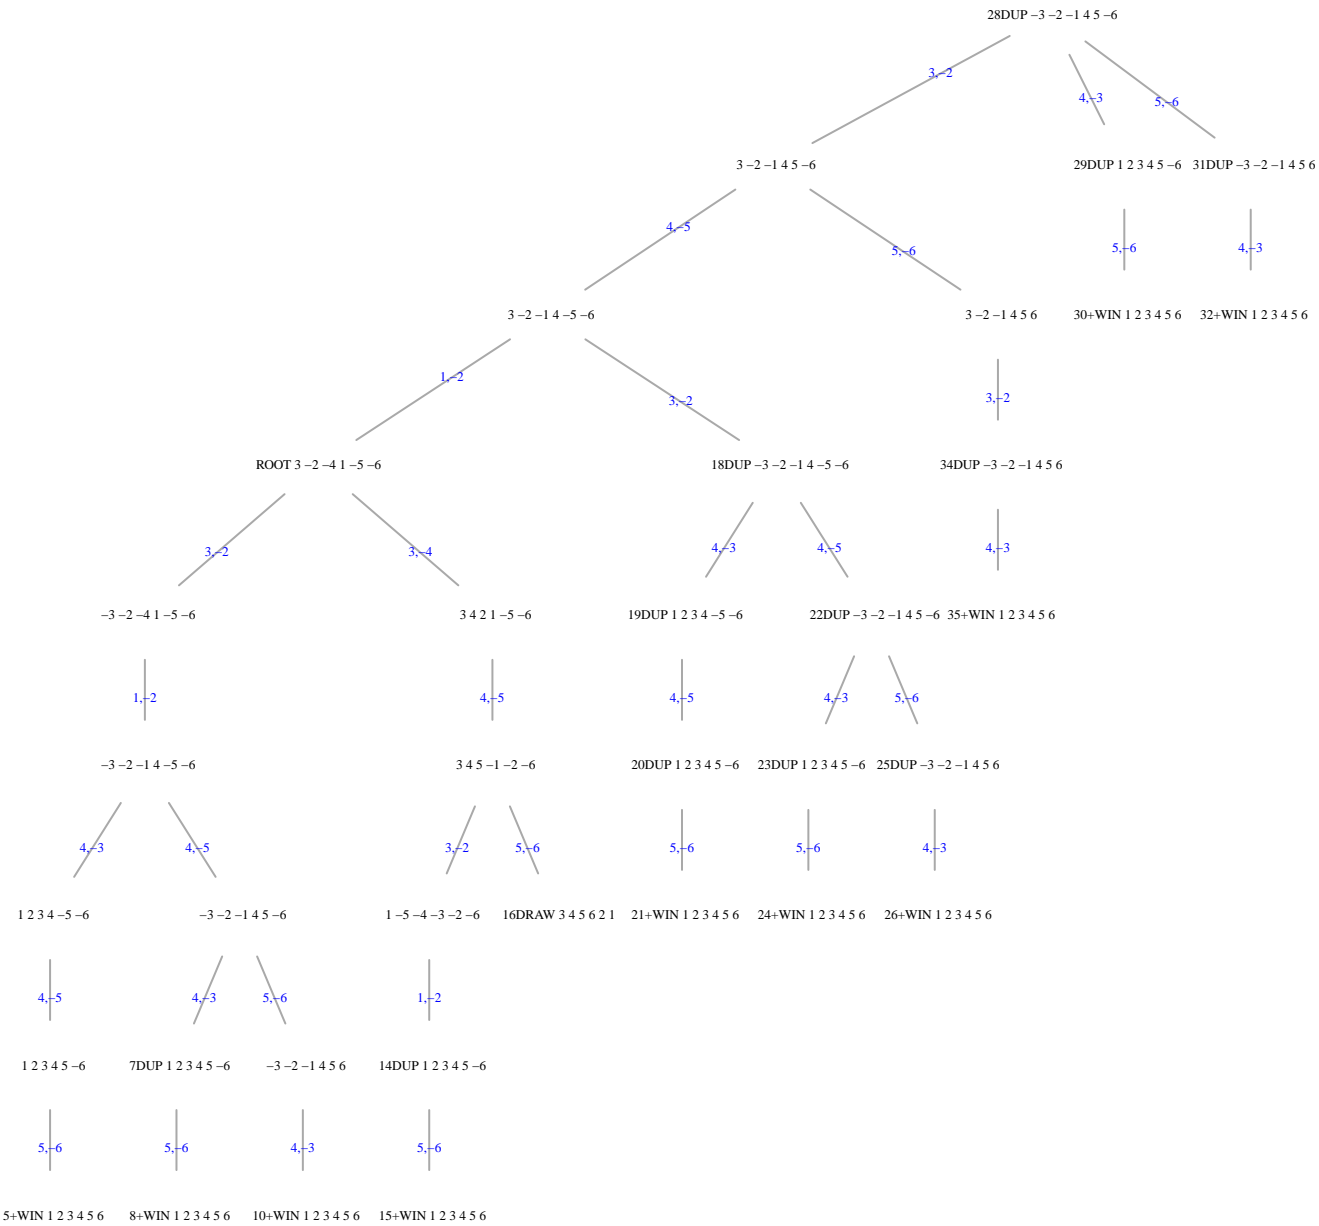 28DUP −3 −2 −1 4 5 −6
3,−2
4,−3
5,−6
3 −2 −1 4 5 −6
29DUP 1 2 3 4 5 −6
31DUP −3 −2 −1 4 5 6
4,−5
5,−6
5,−6
4,−3
3 −2 −1 4 −5 −6
3 −2 −1 4 5 6
30+WIN 1 2 3 4 5 6
32+WIN 1 2 3 4 5 6
1,−2
3,−2
3,−2
ROOT 3 −2 −4 1 −5 −6
18DUP −3 −2 −1 4 −5 −6
34DUP −3 −2 −1 4 5 6
3,−2
3,−4
4,−3
4,−5
4,−3
−3 −2 −4 1 −5 −6
3 4 2 1 −5 −6
19DUP 1 2 3 4 −5 −6
22DUP −3 −2 −1 4 5 −6
35+WIN 1 2 3 4 5 6
1,−2
4,−5
4,−5
4,−3
5,−6
−3 −2 −1 4 −5 −6
3 4 5 −1 −2 −6
20DUP 1 2 3 4 5 −6
23DUP 1 2 3 4 5 −6
25DUP −3 −2 −1 4 5 6
4,−3
4,−5
3,−2
5,−6
5,−6
5,−6
4,−3
1 2 3 4 −5 −6
−3 −2 −1 4 5 −6
1 −5 −4 −3 −2 −6
16DRAW 3 4 5 6 2 1
21+WIN 1 2 3 4 5 6
24+WIN 1 2 3 4 5 6
26+WIN 1 2 3 4 5 6
4,−5
4,−3
5,−6
1,−2
1 2 3 4 5 −6
7DUP 1 2 3 4 5 −6
−3 −2 −1 4 5 6
14DUP 1 2 3 4 5 −6
5,−6
5,−6
4,−3
5,−6
5+WIN 1 2 3 4 5 6
8+WIN 1 2 3 4 5 6
10+WIN 1 2 3 4 5 6
15+WIN 1 2 3 4 5 6